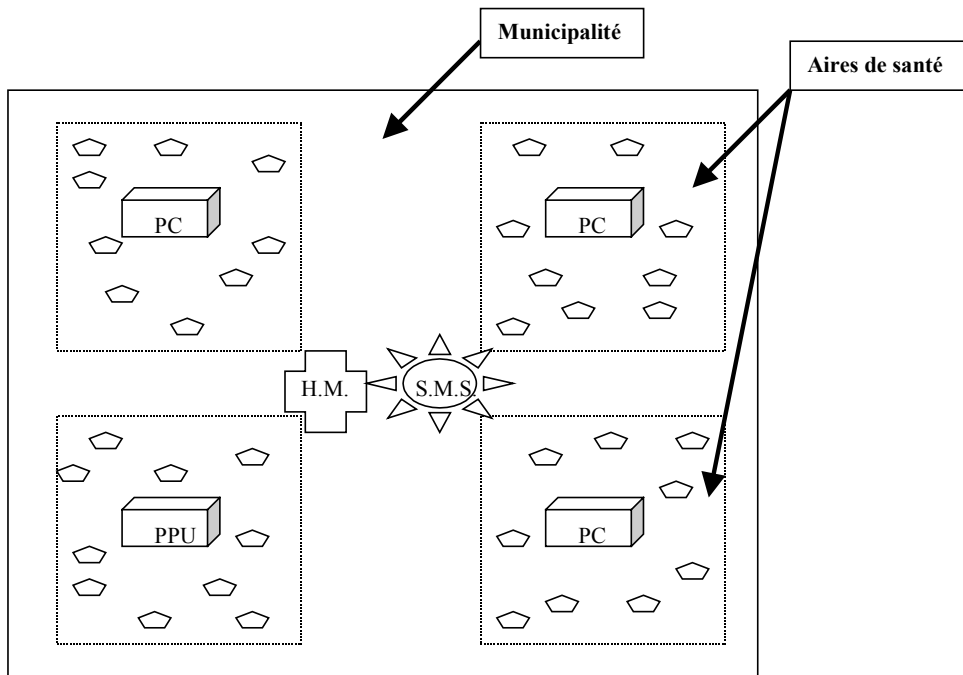 Municipalité
Aires de santé
PC
PC
H.M.
S.M.S.
PPU
PC